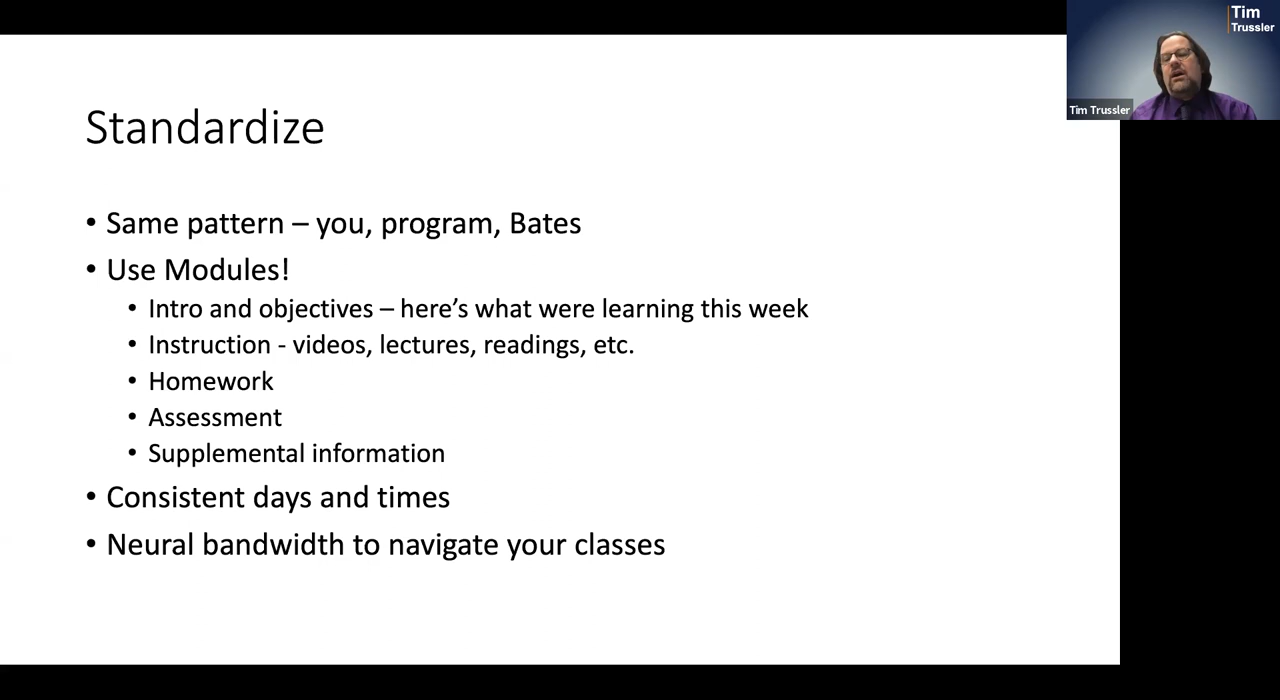 Standardize
• Same pattern – you, program, Bates
• Use Modules!
• Intro and objectives – here’s what were learning this week
• Instruction - videos, lectures, readings, etc.
• Homework
• Assessment
• Supplemental information
• Consistent days and times
• Neural bandwidth to navigate your classes
Tim
Trussler
Tim Trussler